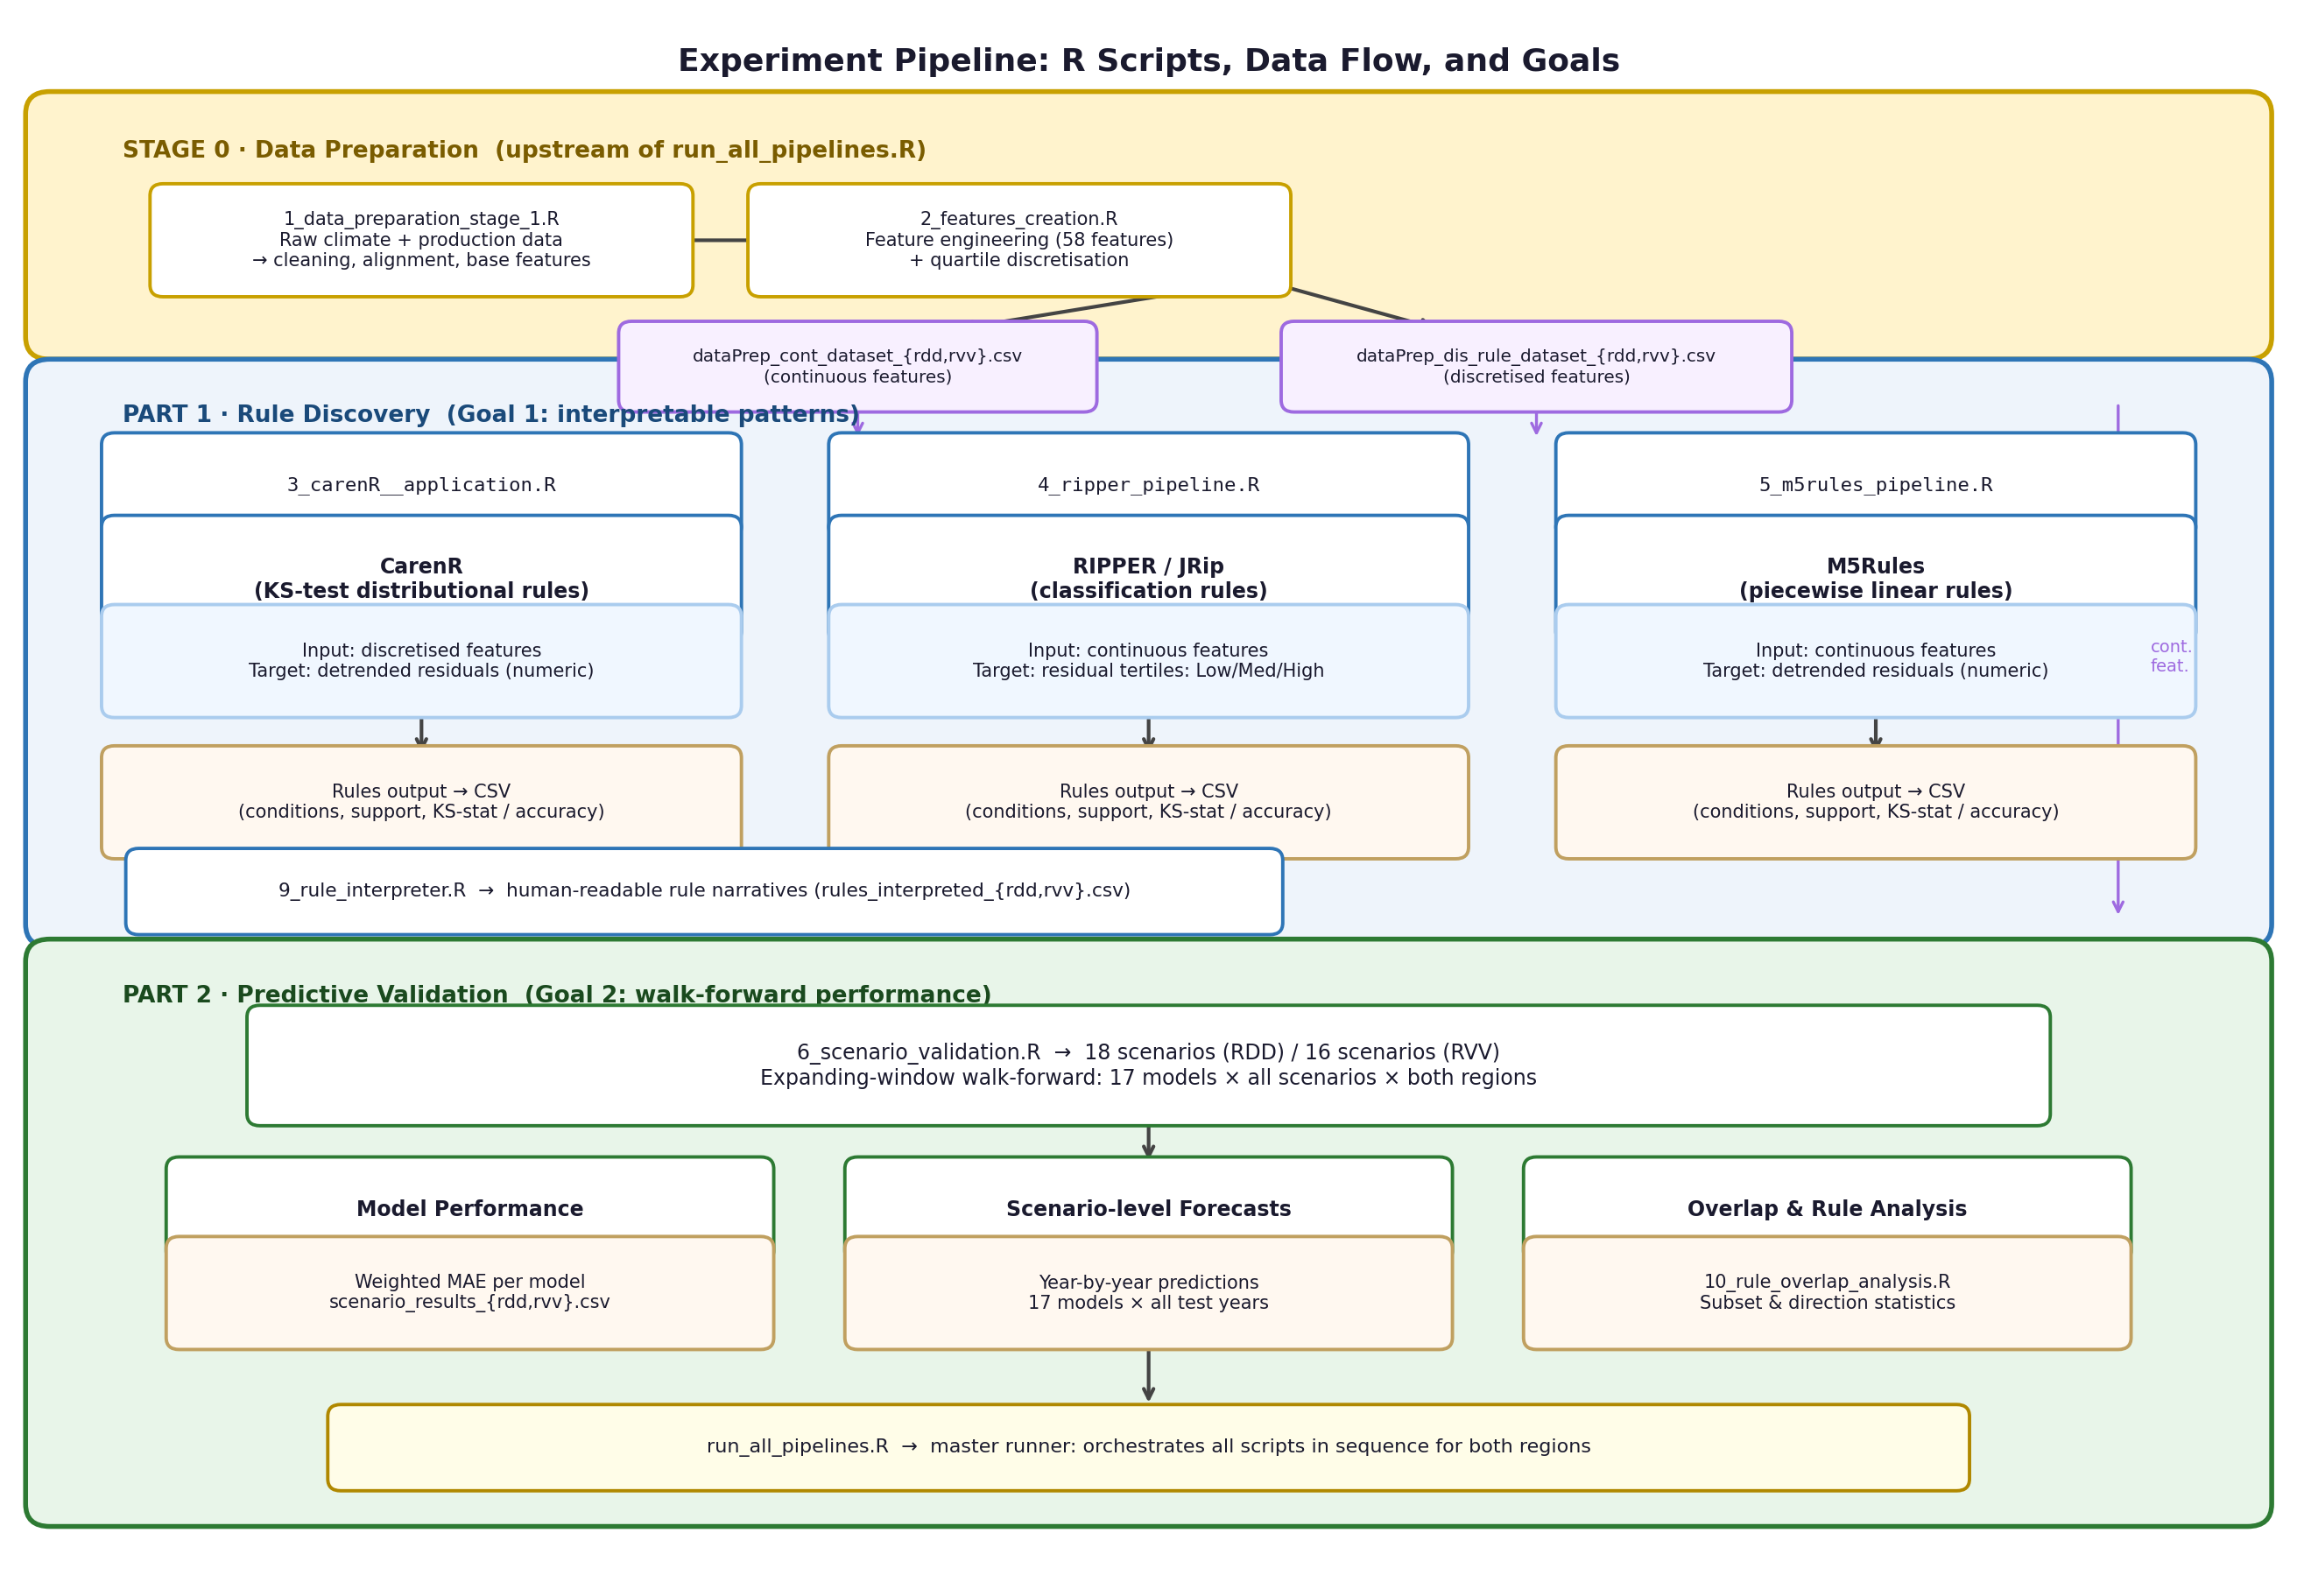 Experiment Pipeline: R Scripts, Data Flow, and Goals
STAGE 0 · Data Preparation  (upstream of run_all_pipelines.R)
1_data_preparation_stage_1.R
Raw climate + production data
→ cleaning, alignment, base features
2_features_creation.R
Feature engineering (58 features)
+ quartile discretisation
dataPrep_cont_dataset_{rdd,rvv}.csv
(continuous features)
dataPrep_dis_rule_dataset_{rdd,rvv}.csv
(discretised features)
PART 1 · Rule Discovery  (Goal 1: interpretable patterns)
3_carenR__application.R
CarenR
(KS-test distributional rules)
Input: discretised features
Target: detrended residuals (numeric)
Rules output → CSV
(conditions, support, KS-stat / accuracy)
4_ripper_pipeline.R
RIPPER / JRip
(classification rules)
Input: continuous features
Target: residual tertiles: Low/Med/High
Rules output → CSV
(conditions, support, KS-stat / accuracy)
5_m5rules_pipeline.R
M5Rules
(piecewise linear rules)
Input: continuous features
Target: detrended residuals (numeric)
cont.
feat.
Rules output → CSV
(conditions, support, KS-stat / accuracy)
9_rule_interpreter.R  →  human-readable rule narratives (rules_interpreted_{rdd,rvv}.csv)
PART 2 · Predictive Validation  (Goal 2: walk-forward performance)
6_scenario_validation.R  →  18 scenarios (RDD) / 16 scenarios (RVV)
Expanding-window walk-forward: 17 models × all scenarios × both regions
Model Performance
Weighted MAE per model
scenario_results_{rdd,rvv}.csv
Scenario-level Forecasts
Year-by-year predictions
17 models × all test years
Overlap & Rule Analysis
10_rule_overlap_analysis.R
Subset & direction statistics
run_all_pipelines.R  →  master runner: orchestrates all scripts in sequence for both regions